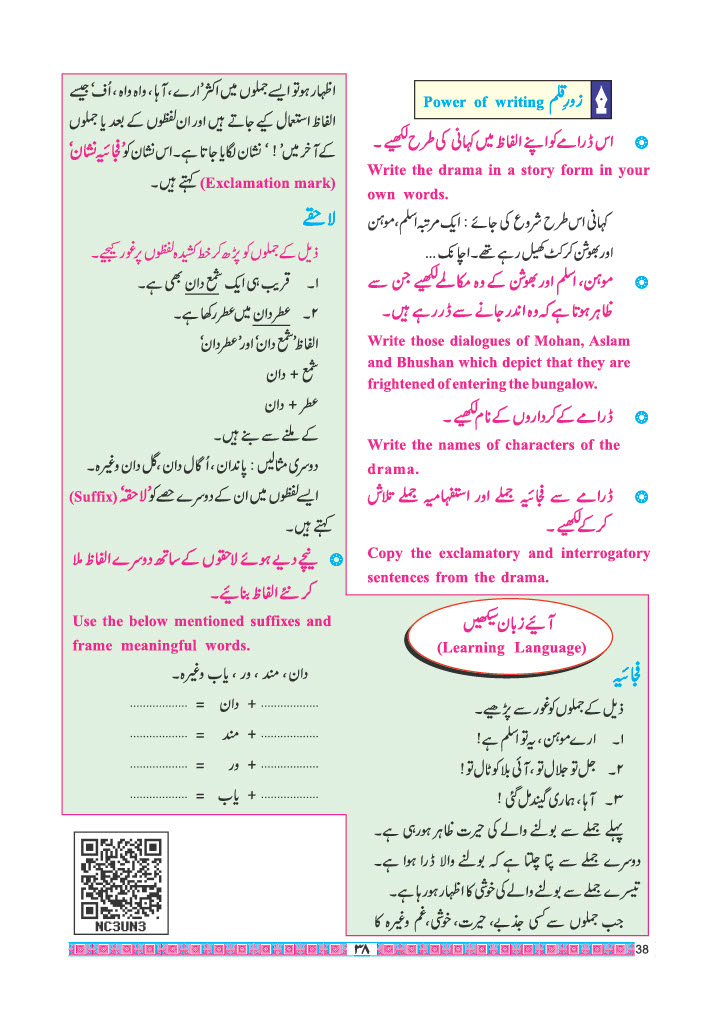 زورِ قلم Power of writing
اس ڈرامے کو اپنے الفاظ میں کہانی کی طرح لکھیے۔
Write the drama in a story form in your
own words.
کہانی اس طرح شروع کی جائے : ایک مرتبہ اسلم، موہن
اور بھوشن کرکٹ کھیل رہے تھے۔ اچانک ...
موہن، اسلم اور بھوشن کے وہ مکالمے لکھیے جن سے
ظاہر ہوتا ہے کہ وہ اندر جانے سے ڈر رہے ہیں۔
Write those dialogues of Mohan, Aslam
and Bhushan which depict that they are
frightened of entering the bungalow.
ڈرامے کے کرداروں کے نام لکھیے۔
Write the names of characters of the
drama.
ڈرامے سے فجائیہ جملے اور استفہامیہ جملے تلاش
کر کے لکھیے۔
Copy the exclamatory and interrogatory
sentences from the drama.
آئیے زبان سیکھیں
(Learning Language)
فجائیہ
ذیل کے جملوں کو غور سے پڑھیے۔
۱۔ ارے موہن، یہ تو اسلم ہے!
۲۔ جل تو جلال تو، آئی بلا کو ٹال تو!
۳۔ آہا، ہماری گیند مل گئی!
پہلے جملے سے بولنے والے کی حیرت ظاہر ہو رہی ہے۔
دوسرے جملے سے پتا چلتا ہے کہ بولنے والا ڈرا ہوا ہے۔
تیسرے جملے سے بولنے والے کی خوشی کا اظہار ہو رہا ہے۔
جب جملوں سے کسی جذبے، حیرت، خوشی، غم وغیرہ کا
اظہار ہو تو ایسے جملوں میں اکثر 'ارے، آہا، واہ واہ، اُف' جیسے
الفاظ استعمال کیے جاتے ہیں اور ان لفظوں کے بعد یا جملوں
کے آخر میں '!' نشان لگایا جاتا ہے۔ اس نشان کو 'فجائیہ نشان'
(Exclamation mark) کہتے ہیں۔
لاحقے
ذیل کے جملوں کو پڑھ کر خط کشیدہ لفظوں پر غور کیجیے۔
۱۔ قریب ہی ایک شمع دان بھی ہے۔
۲۔ عطردان میں عطر رکھا ہے۔
الفاظ 'شمع دان' اور 'عطردان'
شمع + دان
عطر + دان
کے ملنے سے بنے ہیں۔
دوسری مثالیں : پاندان، اُگال دان، گل دان وغیرہ۔
ایسے لفظوں میں ان کے دوسرے حصے کو 'لاحقہ' (Suffix)
کہتے ہیں۔
نیچے دیے ہوئے لاحقوں کے ساتھ دوسرے الفاظ ملا
کر نئے الفاظ بنائیے۔
Use the below mentioned suffixes and
frame meaningful words.
دان، مند، ور، یاب وغیرہ۔
.................. + دان = ..................
.................. + مند = ..................
.................. + ور = ..................
.................. + یاب = ..................
NC3UN3
۳۸
38